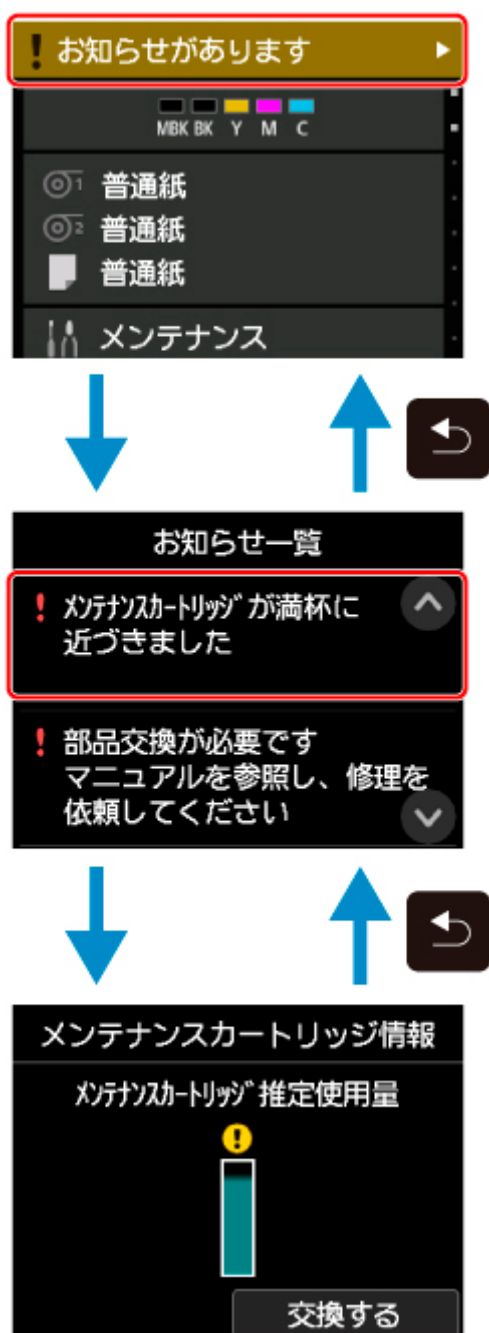 ! お知らせがあります
MBK BK Y M C
1 普通紙
2 普通紙
普通紙
メンテナンス
お知らせ一覧
! ﾒﾝﾃﾅﾝｽｶｰﾄﾘｯｼﾞが満杯に
近づきました
! 部品交換が必要です
マニュアルを参照し、修理を
依頼してください
メンテナンスカートリッジ情報
ﾒﾝﾃﾅﾝｽｶｰﾄﾘｯｼﾞ推定使用量
!
交換する